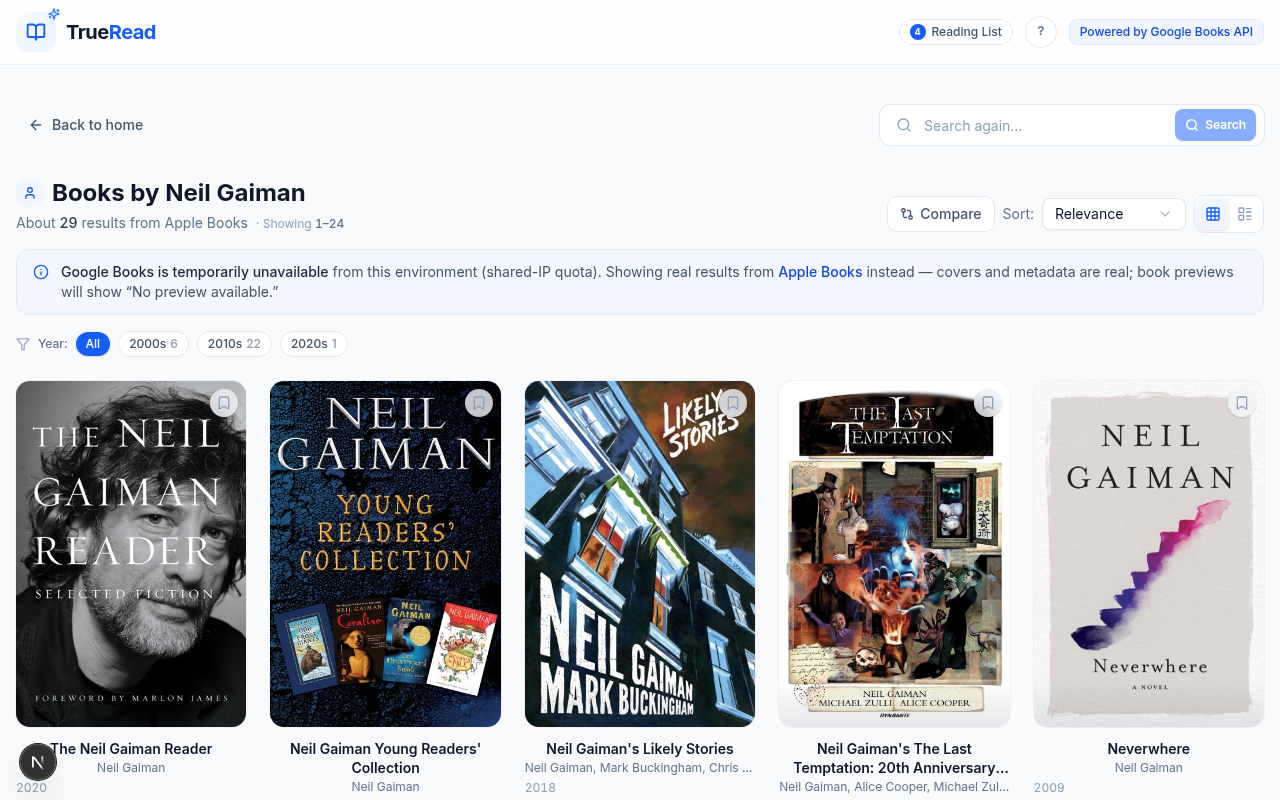 TrueRead
4 Reading List
?
Powered by Google Books API
Back to home
Search again...
Search
Books by Neil Gaiman
About 29 results from Apple Books · Showing 1–24
Compare
Sort:
Relevance
Google Books is temporarily unavailable from this environment (shared-IP quota). Showing real results from Apple Books instead — covers and metadata are real; book previews
will show “No preview available.”
Year:
All
2000s 6
2010s 22
2020s 1
THE NEIL
GAIMAN
READER
SELECTED FICTION
FOREWORD BY MARLON JAMES
The Neil Gaiman Reader
Neil Gaiman
2020
N
NEIL
GAIMAN
YOUNG
READERS'
COLLECTION
NEIL GAIMAN
Coraline
NEIL
GAIMAN
NEIL GAIMAN
Neil Gaiman Young Readers'
Collection
Neil Gaiman
LIKELY
STORIES
NEIL GAIMAN
MARK BUCKINGHAM
Neil Gaiman's Likely Stories
Neil Gaiman, Mark Buckingham, Chris ...
2018
THE LAST
TEMPTATION
NEIL GAIMAN
MICHAEL ZULLI ALICE COOPER
DYNAMITE
Neil Gaiman's The Last
Temptation: 20th Anniversary...
Neil Gaiman, Alice Cooper, Michael Zul...
NEIL
GAIMAN
Neverwhere
A NOVEL
Neverwhere
Neil Gaiman
2009